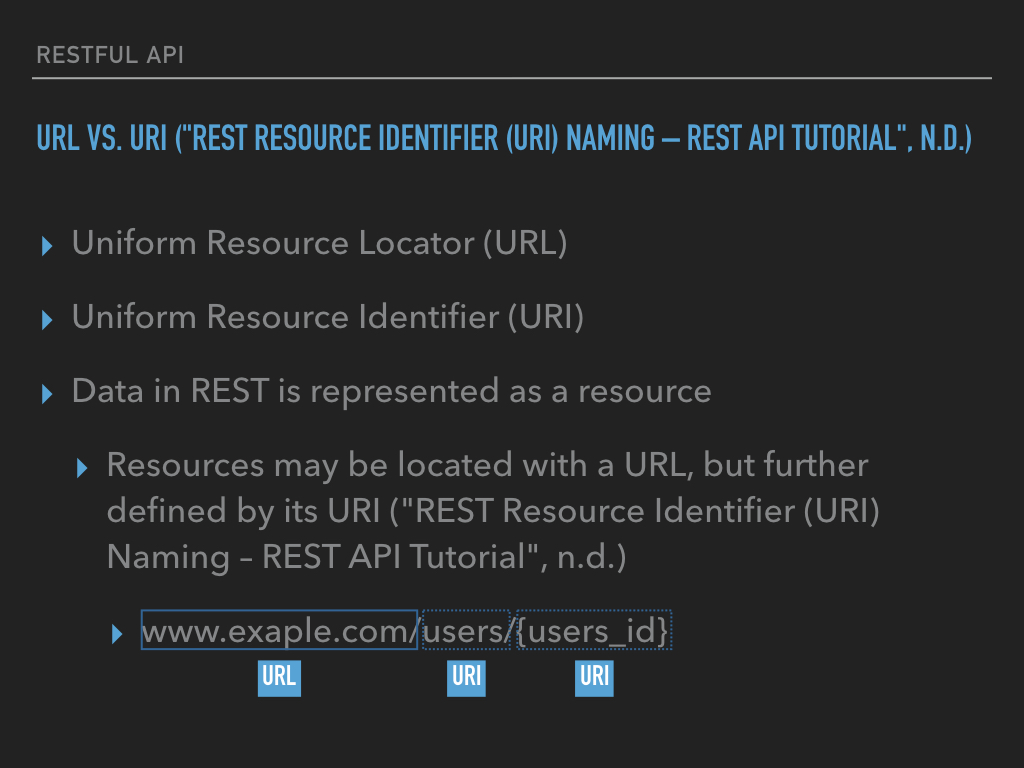 RESTFUL API
URL VS. URI ("REST RESOURCE IDENTIFIER (URI) NAMING – REST API TUTORIAL", N.D.)
Uniform Resource Locator (URL)
Uniform Resource Identifier (URI)
Data in REST is represented as a resource
Resources may be located with a URL, but further
defined by its URI ("REST Resource Identifier (URI)
Naming – REST API Tutorial", n.d.)
www.exaple.com/users/{users_id}
URL URI URI